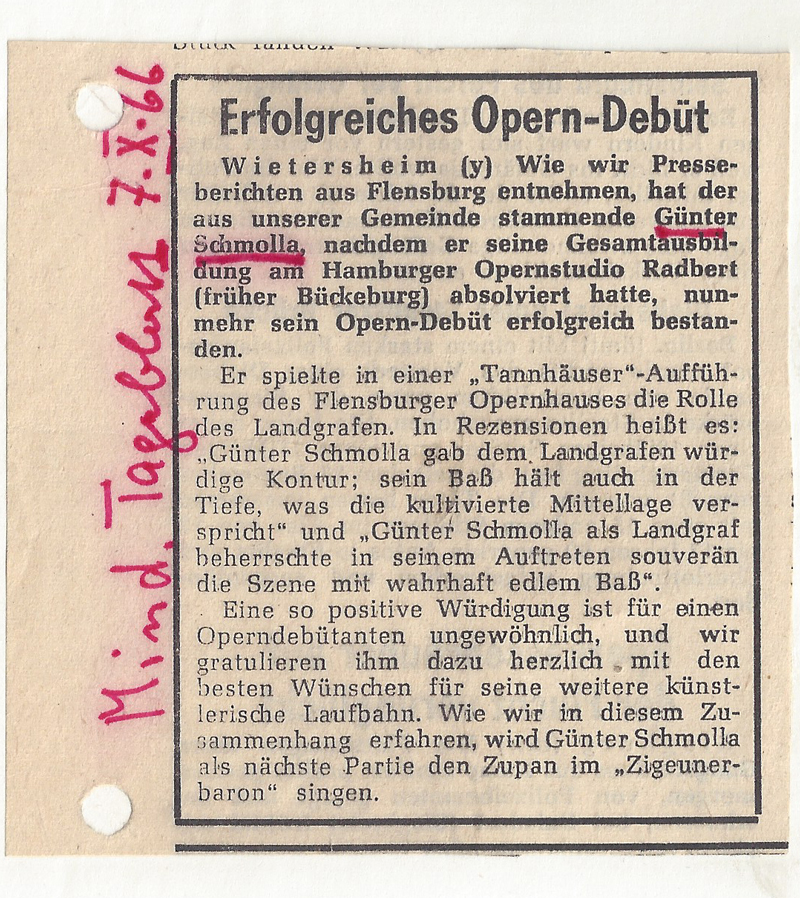 Erfolgreiches Opern-Debüt
Wietersheim (y) Wie wir Presse-
berichten aus Flensburg entnehmen, hat der
aus unserer Gemeinde stammende Günter
Schmolla, nachdem er seine Gesamtausbil-
dung am Hamburger Opernstudio Radbert
(früher Bückeburg) absolviert hatte, nun-
mehr sein Opern-Debüt erfolgreich bestan-
den.
Er spielte in einer „Tannhäuser“-Auffüh-
rung des Flensburger Opernhauses die Rolle
des Landgrafen. In Rezensionen heißt es:
„Günter Schmolla gab dem Landgrafen wür-
dige Kontur; sein Baß hält auch in der
Tiefe, was die kultivierte Mittellage ver-
spricht“ und „Günter Schmolla als Landgraf
beherrschte in seinem Auftreten souverän
die Szene mit wahrhaft edlem Baß“.
Eine so positive Würdigung ist für einen
Operndebütanten ungewöhnlich, und wir
gratulieren ihm dazu herzlich mit den
besten Wünschen für seine weitere künst-
lerische Laufbahn. Wie wir in diesem Zu-
sammenhang erfahren, wird Günter Schmolla
als nächste Partie den Zupan im „Zigeuner-
baron“ singen.
Mind. Tageblatt 7.X.66